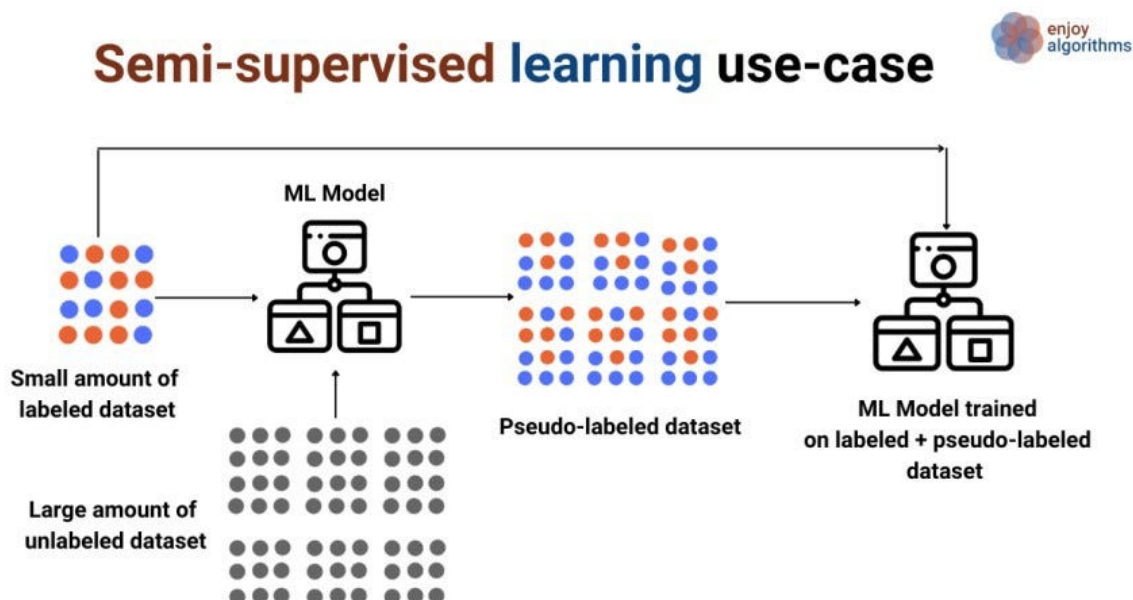 enjoy
algorithms
Semi-supervised learning use-case
ML Model
Small amount of
labeled dataset
Pseudo-labeled dataset
ML Model trained
on labeled + pseudo-labeled
dataset
Large amount of
unlabeled dataset